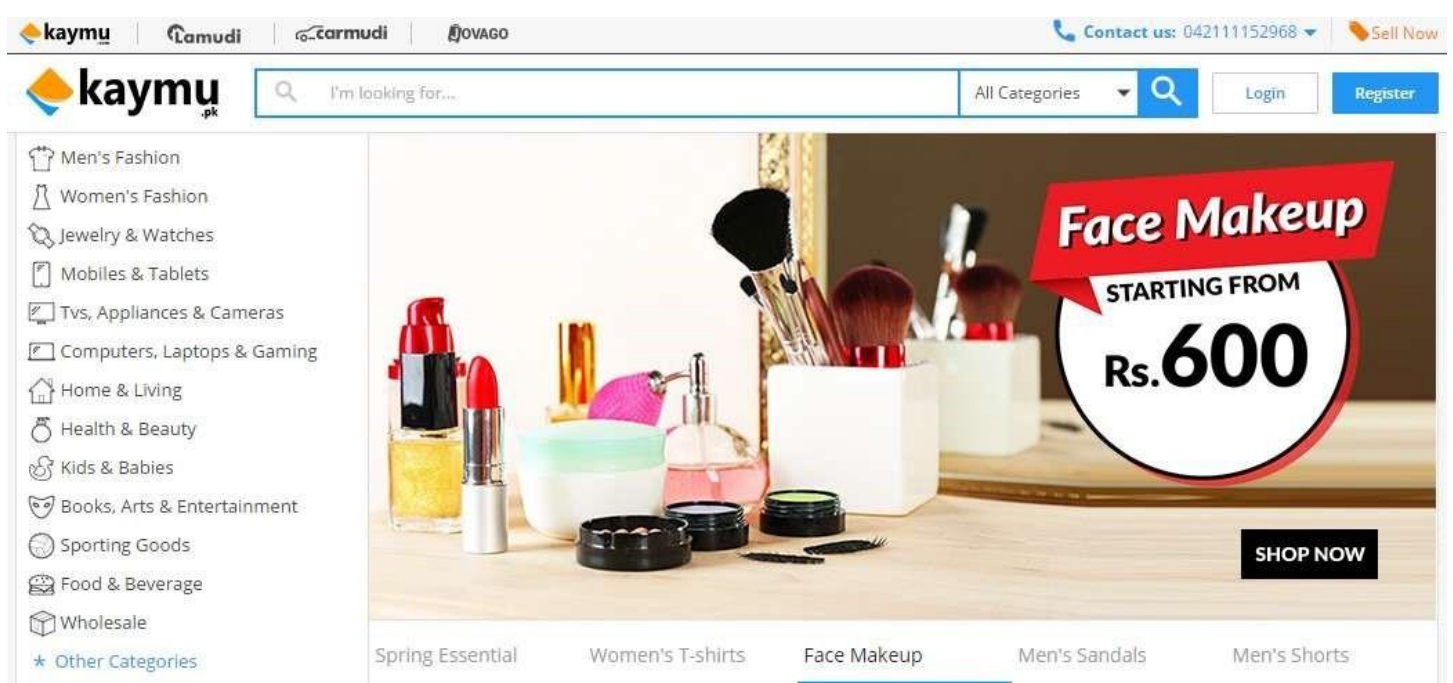 kaymu
.com
Lamudi
carmudi
JOVAGO
Contact us: 042111152968
Sell Now
kaymu
.pk
I'm looking for...
All Categories
Login
Register
Men's Fashion
Women's Fashion
Jewelry & Watches
Mobiles & Tablets
Tvs, Appliances & Cameras
Computers, Laptops & Gaming
Home & Living
Health & Beauty
Kids & Babies
Books, Arts & Entertainment
Sporting Goods
Food & Beverage
Wholesale
* Other Categories
Face Makeup
STARTING FROM
Rs.600
SHOP NOW
Spring Essential
Women's T-shirts
Face Makeup
Men's Sandals
Men's Shorts